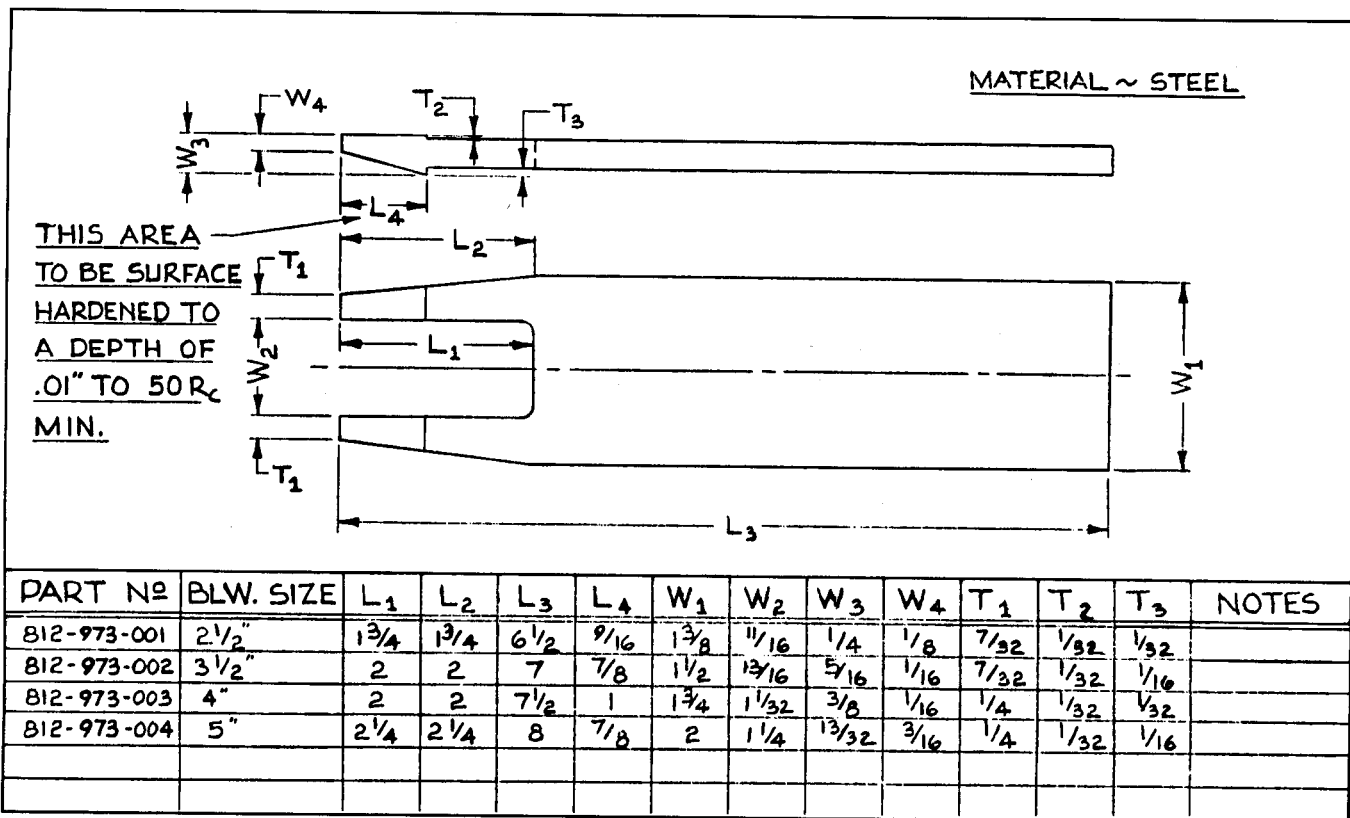 MATERIAL ~ STEEL
W₄
T₂
T₃
W₃
L₄
THIS AREA
TO BE SURFACE
HARDENED TO
A DEPTH OF
.01" TO 50 Rc
MIN.
L₂
T₁
L₁
W₂
W₁
T₁
L₃
PART Nº BLW. SIZE L₁ L₂ L₃ L₄ W₁ W₂ W₃ W₄ T₁ T₂ T₃ NOTES
812-973-001 2 1/2" 1 3/4 1 3/4 6 1/2 9/16 1 3/8 11/16 1/4 1/8 7/32 1/32 1/32
812-973-002 3 1/2" 2 2 7 7/8 1 1/2 13/16 5/16 1/16 7/32 1/32 1/16
812-973-003 4" 2 2 7 1/2 1 1 3/4 1 1/32 3/8 1/16 1/4 1/32 1/32
812-973-004 5" 2 1/4 2 1/4 8 7/8 2 1 1/4 13/32 3/16 1/4 1/32 1/16